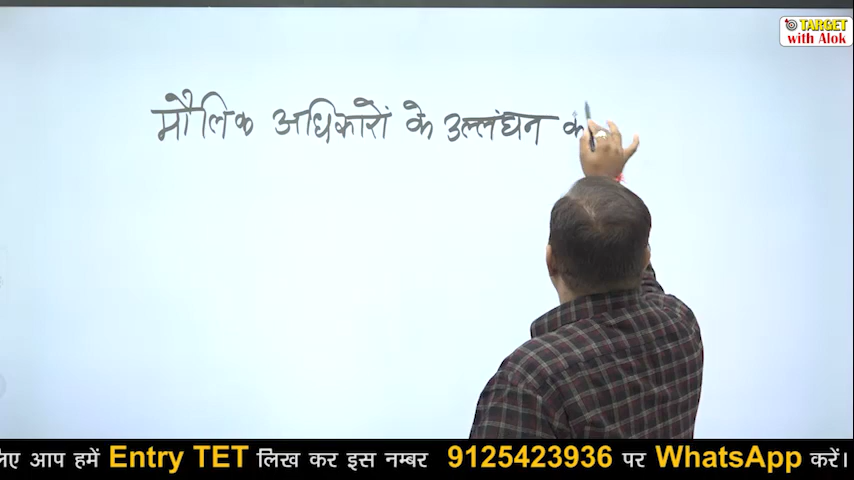 TARGET
with Alok
मौलिक अधिकारों के उल्लंघन क
लिए आप हमें Entry TET लिख कर इस नम्बर 9125423936 पर WhatsApp करें।